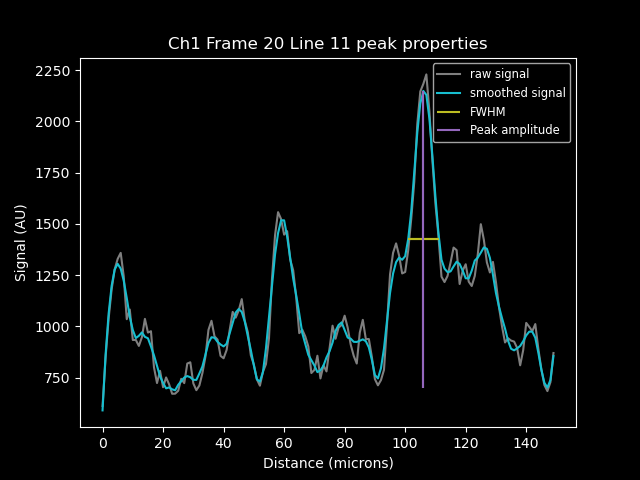 Ch1 Frame 20 Line 11 peak properties
raw signal
smoothed signal
FWHM
Peak amplitude
Signal (AU)
2250
2000
1750
1500
1250
1000
750
0 20 40 60 80 100 120 140
Distance (microns)